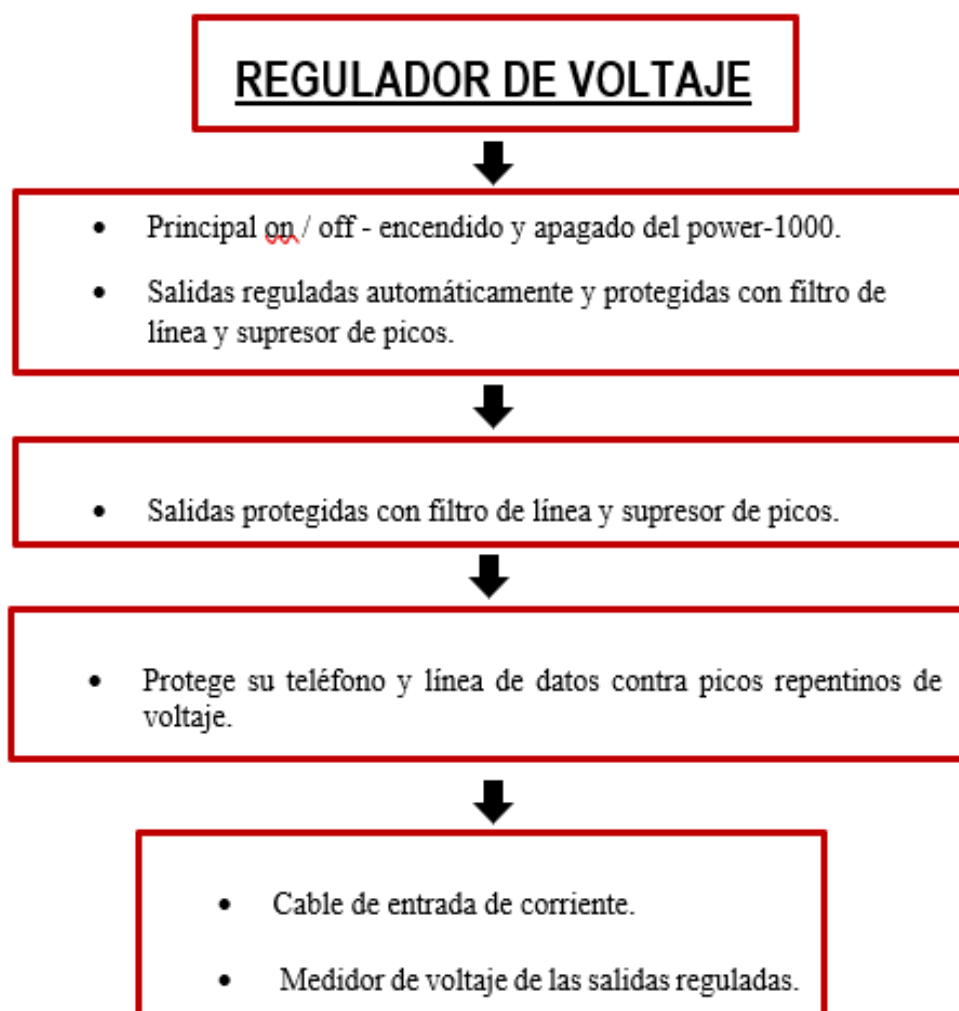 REGULADOR DE VOLTAJE
• Principal on / off - encendido y apagado del power-1000.
• Salidas reguladas automáticamente y protegidas con filtro de
línea y supresor de picos.
• Salidas protegidas con filtro de línea y supresor de picos.
• Protege su teléfono y línea de datos contra picos repentinos de
voltaje.
• Cable de entrada de corriente.
• Medidor de voltaje de las salidas reguladas.